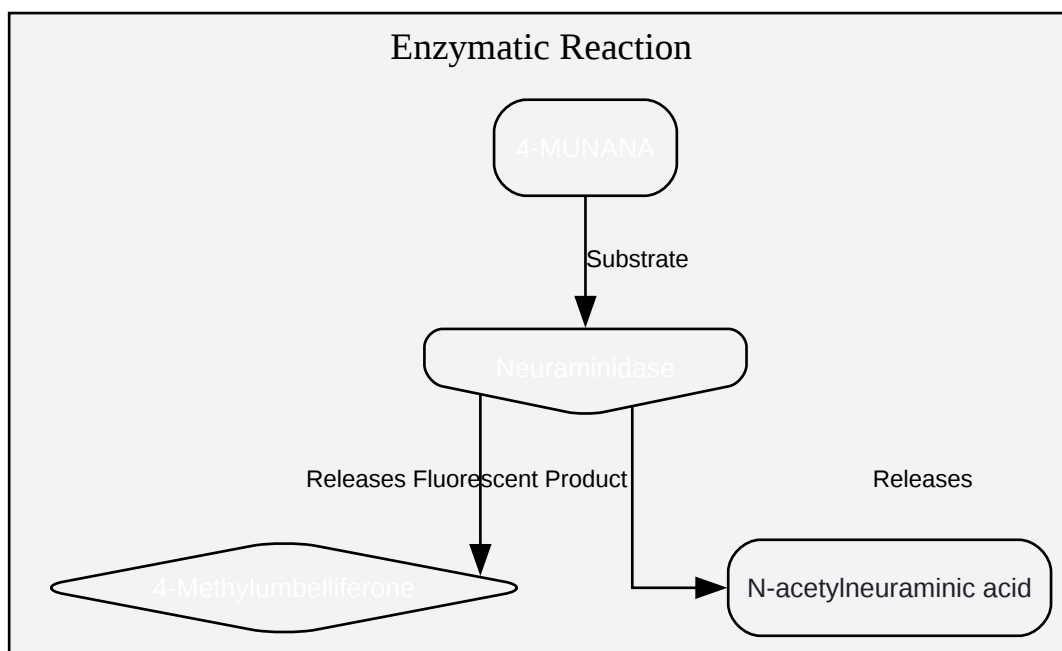 Enzymatic Reaction
4-MUNANA
Substrate
Neuraminidase
Releases Fluorescent Product
Releases
4-Methylumbelliferone
N-acetylneuraminic acid